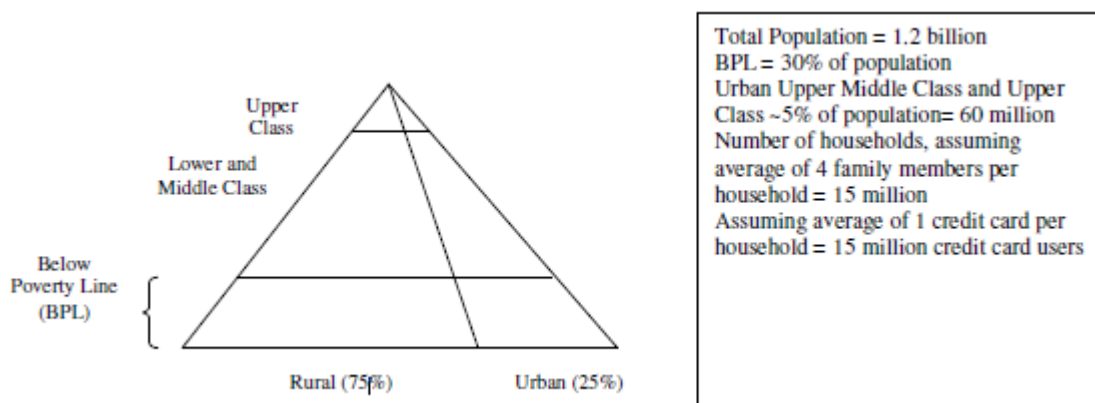 Upper
Class
Lower and
Middle Class
Below
Poverty Line
(BPL)
Rural (75%)
Urban (25%)
Total Population = 1.2 billion
BPL = 30% of population
Urban Upper Middle Class and Upper
Class ~5% of population= 60 million
Number of households, assuming
average of 4 family members per
household = 15 million
Assuming average of 1 credit card per
household = 15 million credit card users